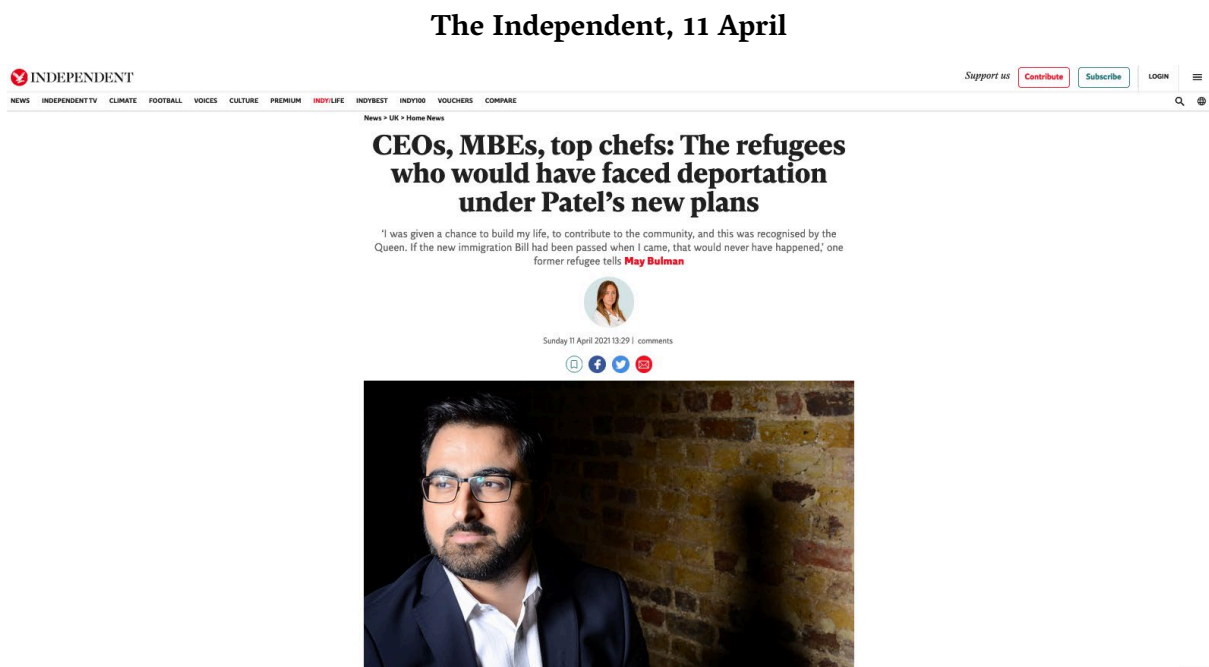 The Independent, 11 April
INDEPENDENT
Support us Contribute Subscribe LOGIN
NEWS INDEPENDENT TV CLIMATE FOOTBALL VOICES CULTURE PREMIUM INDY/LIFE INDYBEST INDY100 VOUCHERS COMPARE
News > UK > Home News
CEOs, MBEs, top chefs: The refugees
who would have faced deportation
under Patel’s new plans
‘I was given a chance to build my life, to contribute to the community, and this was recognised by the
Queen. If the new immigration Bill had been passed when I came, that would never have happened,’ one
former refugee tells May Bulman
Sunday 11 April 2021 13:29 | comments